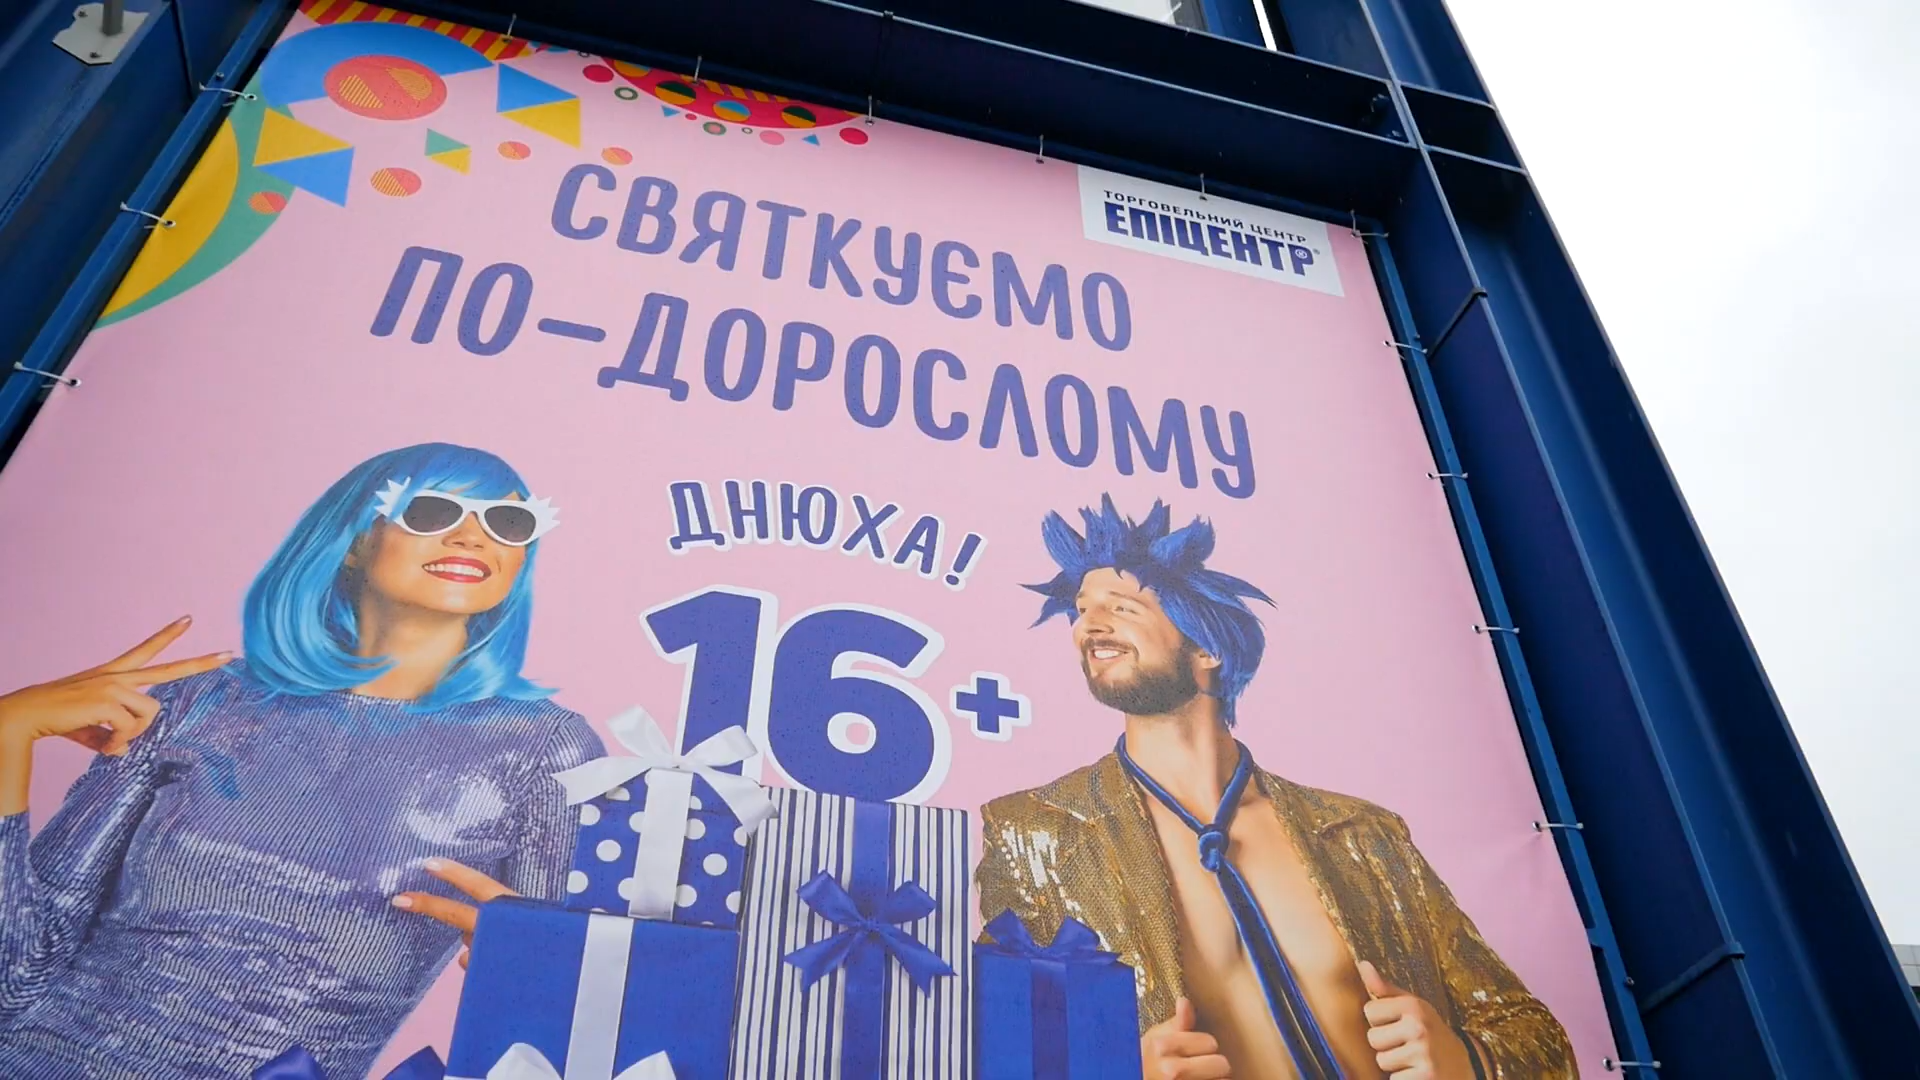 ТОРГОВЕЛЬНИЙ ЦЕНТР
ЕПІЦЕНТР®
СВЯТКУЄМО
ПО-ДОРОСЛОМУ
ДНЮХА!
16+